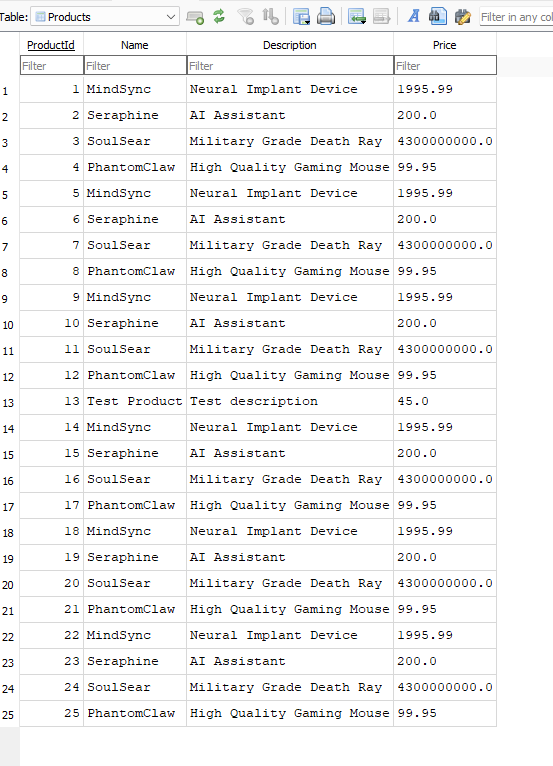 Table: Products Filter in any col
ProductId Name Description Price
Filter Filter Filter Filter
1 1 MindSync Neural Implant Device 1995.99
2 2 Seraphine AI Assistant 200.0
3 3 SoulSear Military Grade Death Ray 4300000000.0
4 4 PhantomClaw High Quality Gaming Mouse 99.95
5 5 MindSync Neural Implant Device 1995.99
6 6 Seraphine AI Assistant 200.0
7 7 SoulSear Military Grade Death Ray 4300000000.0
8 8 PhantomClaw High Quality Gaming Mouse 99.95
9 9 MindSync Neural Implant Device 1995.99
10 10 Seraphine AI Assistant 200.0
11 11 SoulSear Military Grade Death Ray 4300000000.0
12 12 PhantomClaw High Quality Gaming Mouse 99.95
13 13 Test Product Test description 45.0
14 14 MindSync Neural Implant Device 1995.99
15 15 Seraphine AI Assistant 200.0
16 16 SoulSear Military Grade Death Ray 4300000000.0
17 17 PhantomClaw High Quality Gaming Mouse 99.95
18 18 MindSync Neural Implant Device 1995.99
19 19 Seraphine AI Assistant 200.0
20 20 SoulSear Military Grade Death Ray 4300000000.0
21 21 PhantomClaw High Quality Gaming Mouse 99.95
22 22 MindSync Neural Implant Device 1995.99
23 23 Seraphine AI Assistant 200.0
24 24 SoulSear Military Grade Death Ray 4300000000.0
25 25 PhantomClaw High Quality Gaming Mouse 99.95